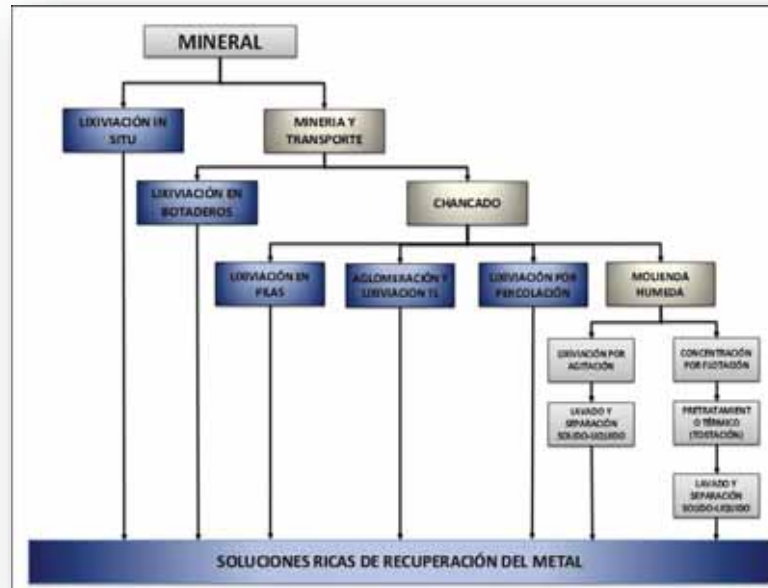 MINERAL
LIXIVIACIÓN IN
SITU
MINERIA Y
TRANSPORTE
LIXIVIACIÓN EN
BOTADEROS
CHANCADO
LIXIVIACIÓN EN
PILAS
AGLOMERACIÓN Y
LIXIVIACION TL
LIXIVIACIÓN POR
PERCOLACIÓN
MOLIENDA
HUMEDA
LIXIVIACIÓN POR
AGITACIÓN
CONCENTRACIÓN
POR FLOTACIÓN
LAVADO Y
SEPARACIÓN
SOLIDO-LIQUIDO
PRETRATAMIENT
O TÉRMICO
(TOSTACIÓN)
LAVADO Y
SEPARACIÓN
SOLIDO-LIQUIDO
SOLUCIONES RICAS DE RECUPERACIÓN DEL METAL